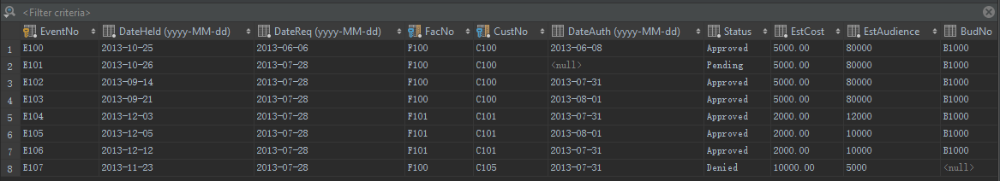 <Filter criteria>
EventNo DateHeld (yyyy-MM-dd) DateReq (yyyy-MM-dd) FacNo CustNo DateAuth (yyyy-MM-dd) Status EstCost EstAudience BudNo
1 E100 2013-10-25 2013-06-06 F100 C100 2013-06-08 Approved 5000.00 80000 B1000
2 E101 2013-10-26 2013-07-28 F100 C100 <null> Pending 5000.00 80000 B1000
3 E102 2013-09-14 2013-07-28 F100 C100 2013-07-31 Approved 5000.00 80000 B1000
4 E103 2013-09-21 2013-07-28 F100 C100 2013-08-01 Approved 5000.00 80000 B1000
5 E104 2013-12-03 2013-07-28 F101 C101 2013-07-31 Approved 2000.00 12000 B1000
6 E105 2013-12-05 2013-07-28 F101 C101 2013-08-01 Approved 2000.00 10000 B1000
7 E106 2013-12-12 2013-07-28 F101 C101 2013-07-31 Approved 2000.00 10000 B1000
8 E107 2013-11-23 2013-07-28 F100 C105 2013-07-31 Denied 10000.00 5000 <null>